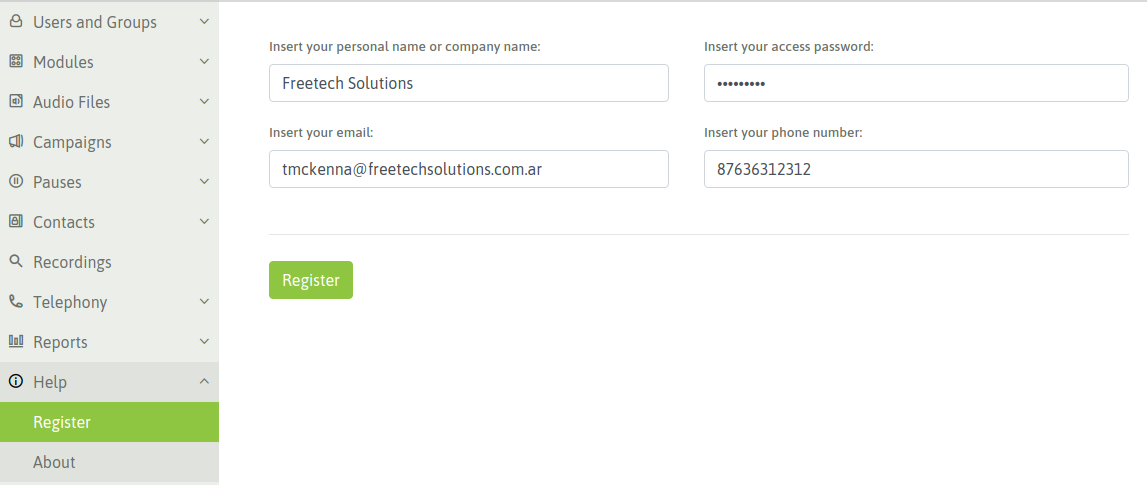 Users and Groups
Modules
Audio Files
Campaigns
Pauses
Contacts
Recordings
Telephony
Reports
Help
Register
About
Insert your personal name or company name:
Freetech Solutions
Insert your access password:
•••••••••
Insert your email:
tmckenna@freetechsolutions.com.ar
Insert your phone number:
87636312312
Register